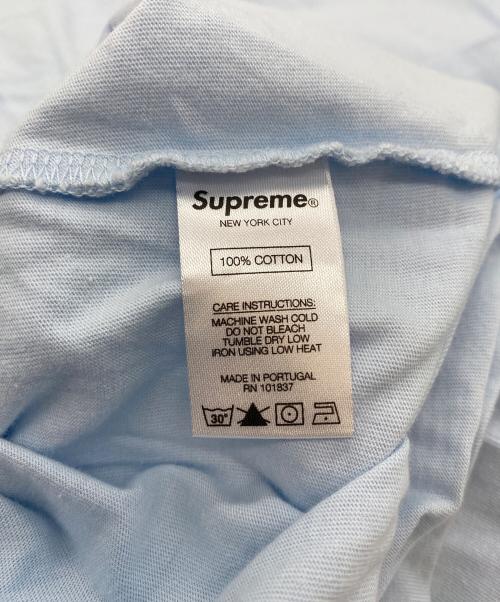 Supreme®
NEW YORK CITY
100% COTTON
CARE INSTRUCTIONS:
MACHINE WASH COLD
DO NOT BLEACH
TUMBLE DRY LOW
IRON USING LOW HEAT
MADE IN PORTUGAL
RN 101837
30°